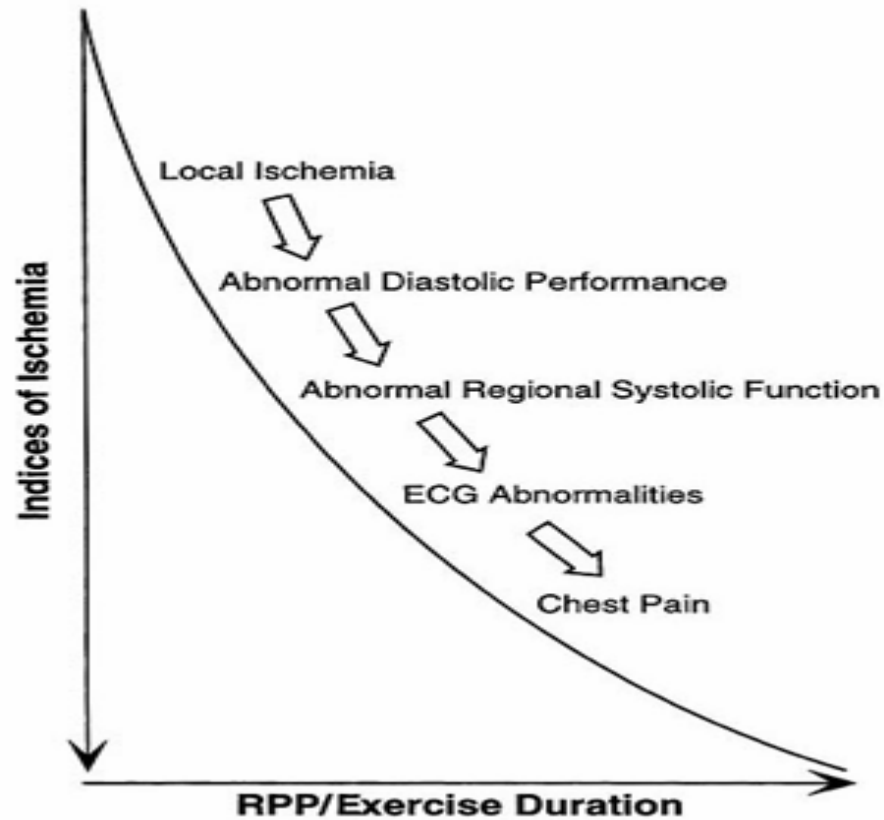 Local Ischemia
Abnormal Diastolic Performance
Abnormal Regional Systolic Function
ECG Abnormalities
Chest Pain
Indices of Ischemia
RPP/Exercise Duration